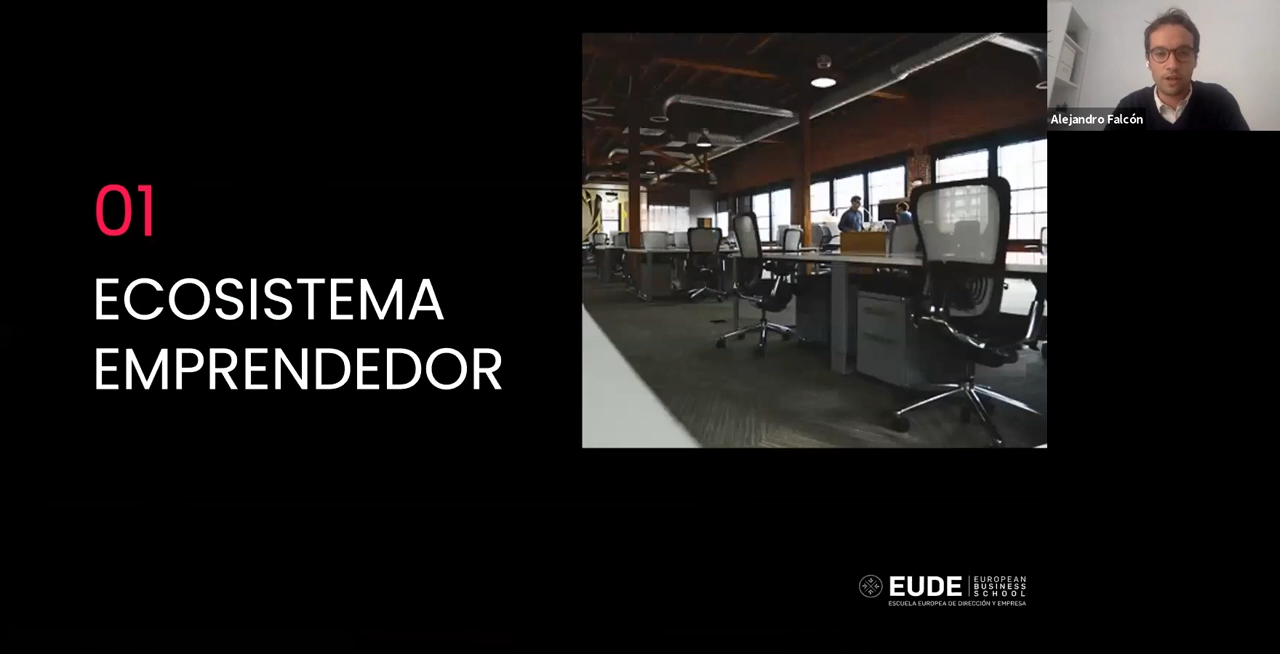 Alejandro Falcón
01
ECOSISTEMA
EMPRENDEDOR
EUDE
EUROPEAN
BUSINESS
SCHOOL
ESCUELA EUROPEA DE DIRECCIÓN Y EMPRESA